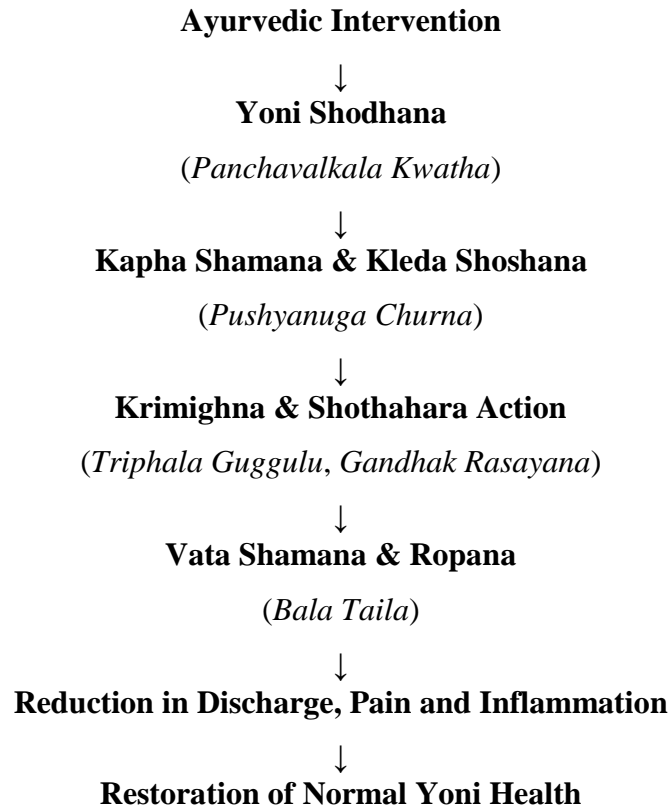 Ayurvedic Intervention
↓
Yoni Shodhana
(Panchavalkala Kwatha)
↓
Kapha Shamana & Kleda Shoshana
(Pushyanuga Churna)
↓
Krimighna & Shothahara Action
(Triphala Guggulu, Gandhak Rasayana)
↓
Vata Shamana & Ropana
(Bala Taila)
↓
Reduction in Discharge, Pain and Inflammation
↓
Restoration of Normal Yoni Health